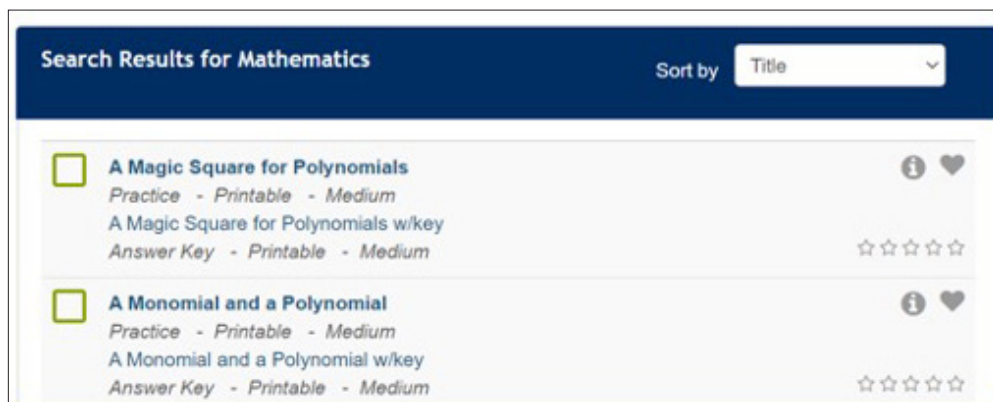 Search Results for Mathematics
Sort by Title
A Magic Square for Polynomials
Practice - Printable - Medium
A Magic Square for Polynomials w/key
Answer Key - Printable - Medium
A Monomial and a Polynomial
Practice - Printable - Medium
A Monomial and a Polynomial w/key
Answer Key - Printable - Medium